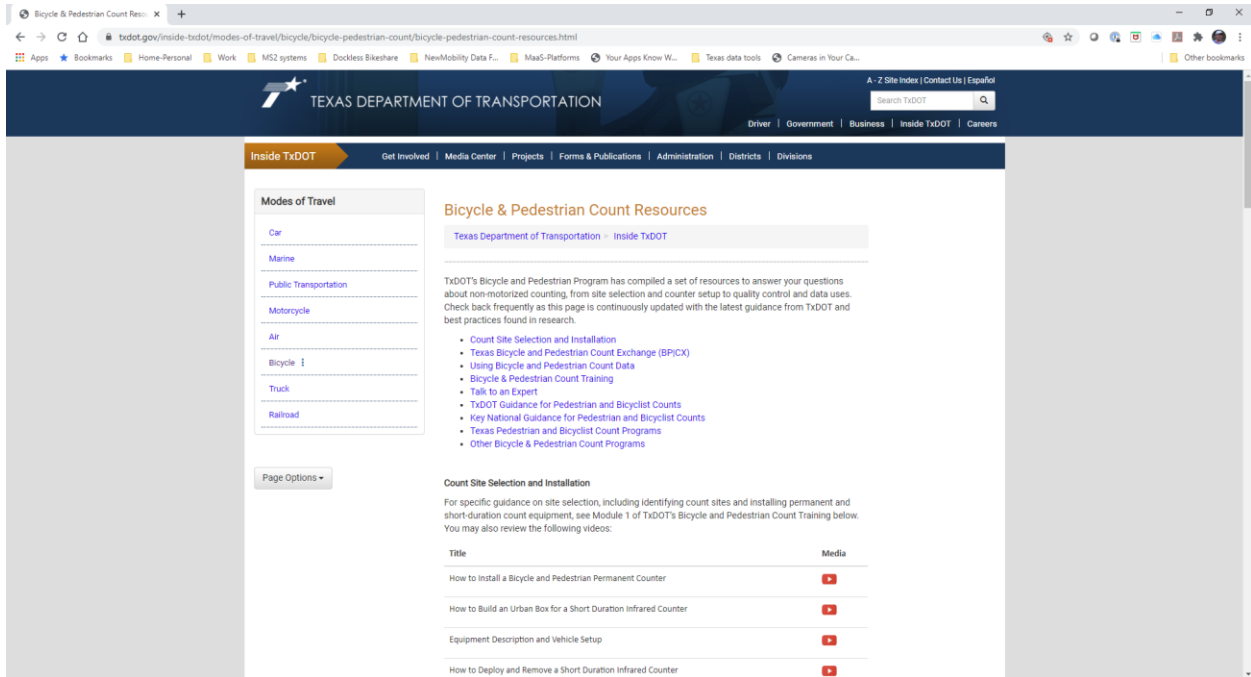 Bicycle & Pedestrian Count Reso
txdot.gov/inside-txdot/modes-of-travel/bicycle/bicycle-pedestrian-count/bicycle-pedestrian-count-resources.html
Apps Bookmarks Home-Personal Work MS2 systems Dockless Bikeshare NewMobility Data F... MaaS-Platforms Your Apps Know W... Texas data tools Cameras in Your Ca... Other bookmarks
A - Z Site Index | Contact Us | Español
TEXAS DEPARTMENT OF TRANSPORTATION
Search TxDOT
Driver | Government | Business | Inside TxDOT | Careers
Inside TxDOT
Get Involved | Media Center | Projects | Forms & Publications | Administration | Districts | Divisions
Modes of Travel
Car
Marine
Public Transportation
Motorcycle
Air
Bicycle
Truck
Railroad
Page Options
Bicycle & Pedestrian Count Resources
Texas Department of Transportation > Inside TxDOT
TxDOT's Bicycle and Pedestrian Program has compiled a set of resources to answer your questions
about non-motorized counting, from site selection and counter setup to quality control and data uses.
Check back frequently as this page is continuously updated with the latest guidance from TxDOT and
best practices found in research.
• Count Site Selection and Installation
• Texas Bicycle and Pedestrian Count Exchange (BP|CX)
• Using Bicycle and Pedestrian Count Data
• Bicycle & Pedestrian Count Training
• Talk to an Expert
• TxDOT Guidance for Pedestrian and Bicyclist Counts
• Key National Guidance for Pedestrian and Bicyclist Counts
• Texas Pedestrian and Bicyclist Count Programs
• Other Bicycle & Pedestrian Count Programs
Count Site Selection and Installation
For specific guidance on site selection, including identifying count sites and installing permanent and
short-duration count equipment, see Module 1 of TxDOT's Bicycle and Pedestrian Count Training below.
You may also review the following videos:
Title Media
How to Install a Bicycle and Pedestrian Permanent Counter
How to Build an Urban Box for a Short Duration Infrared Counter
Equipment Description and Vehicle Setup
How to Deploy and Remove a Short Duration Infrared Counter